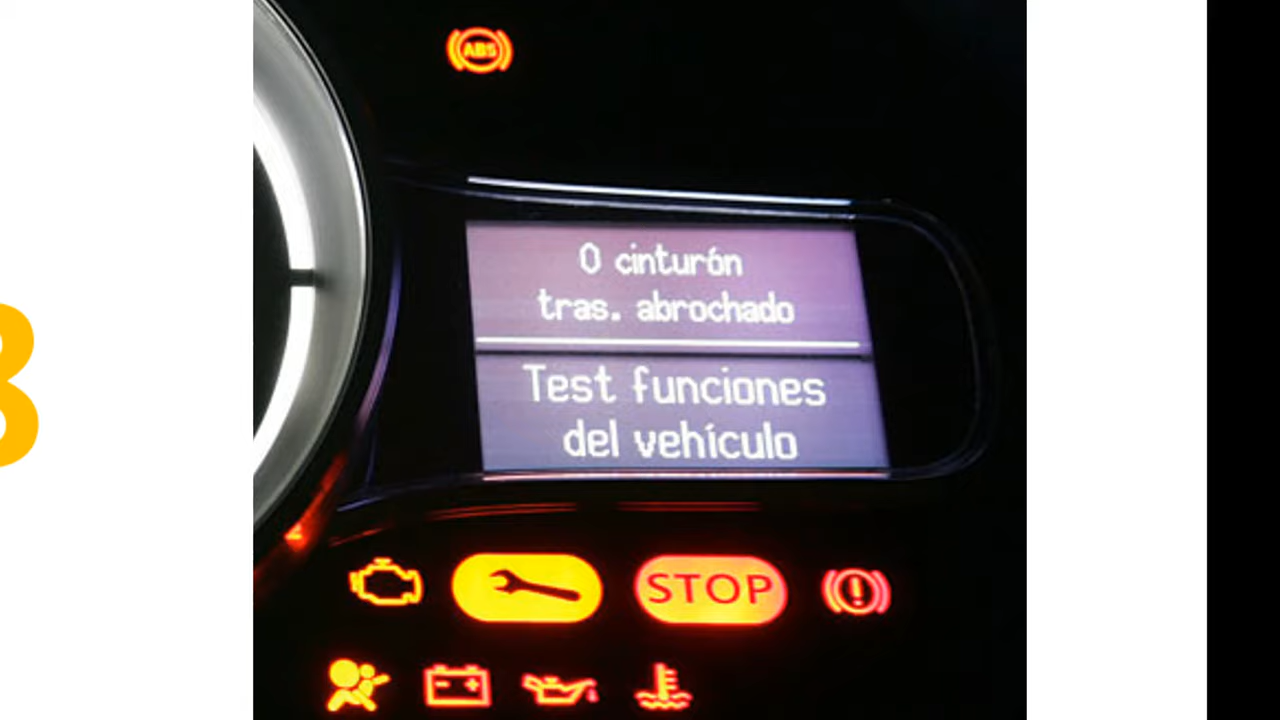 ABS
0 cinturón
tras. abrochado
Test funciones
del vehículo
STOP